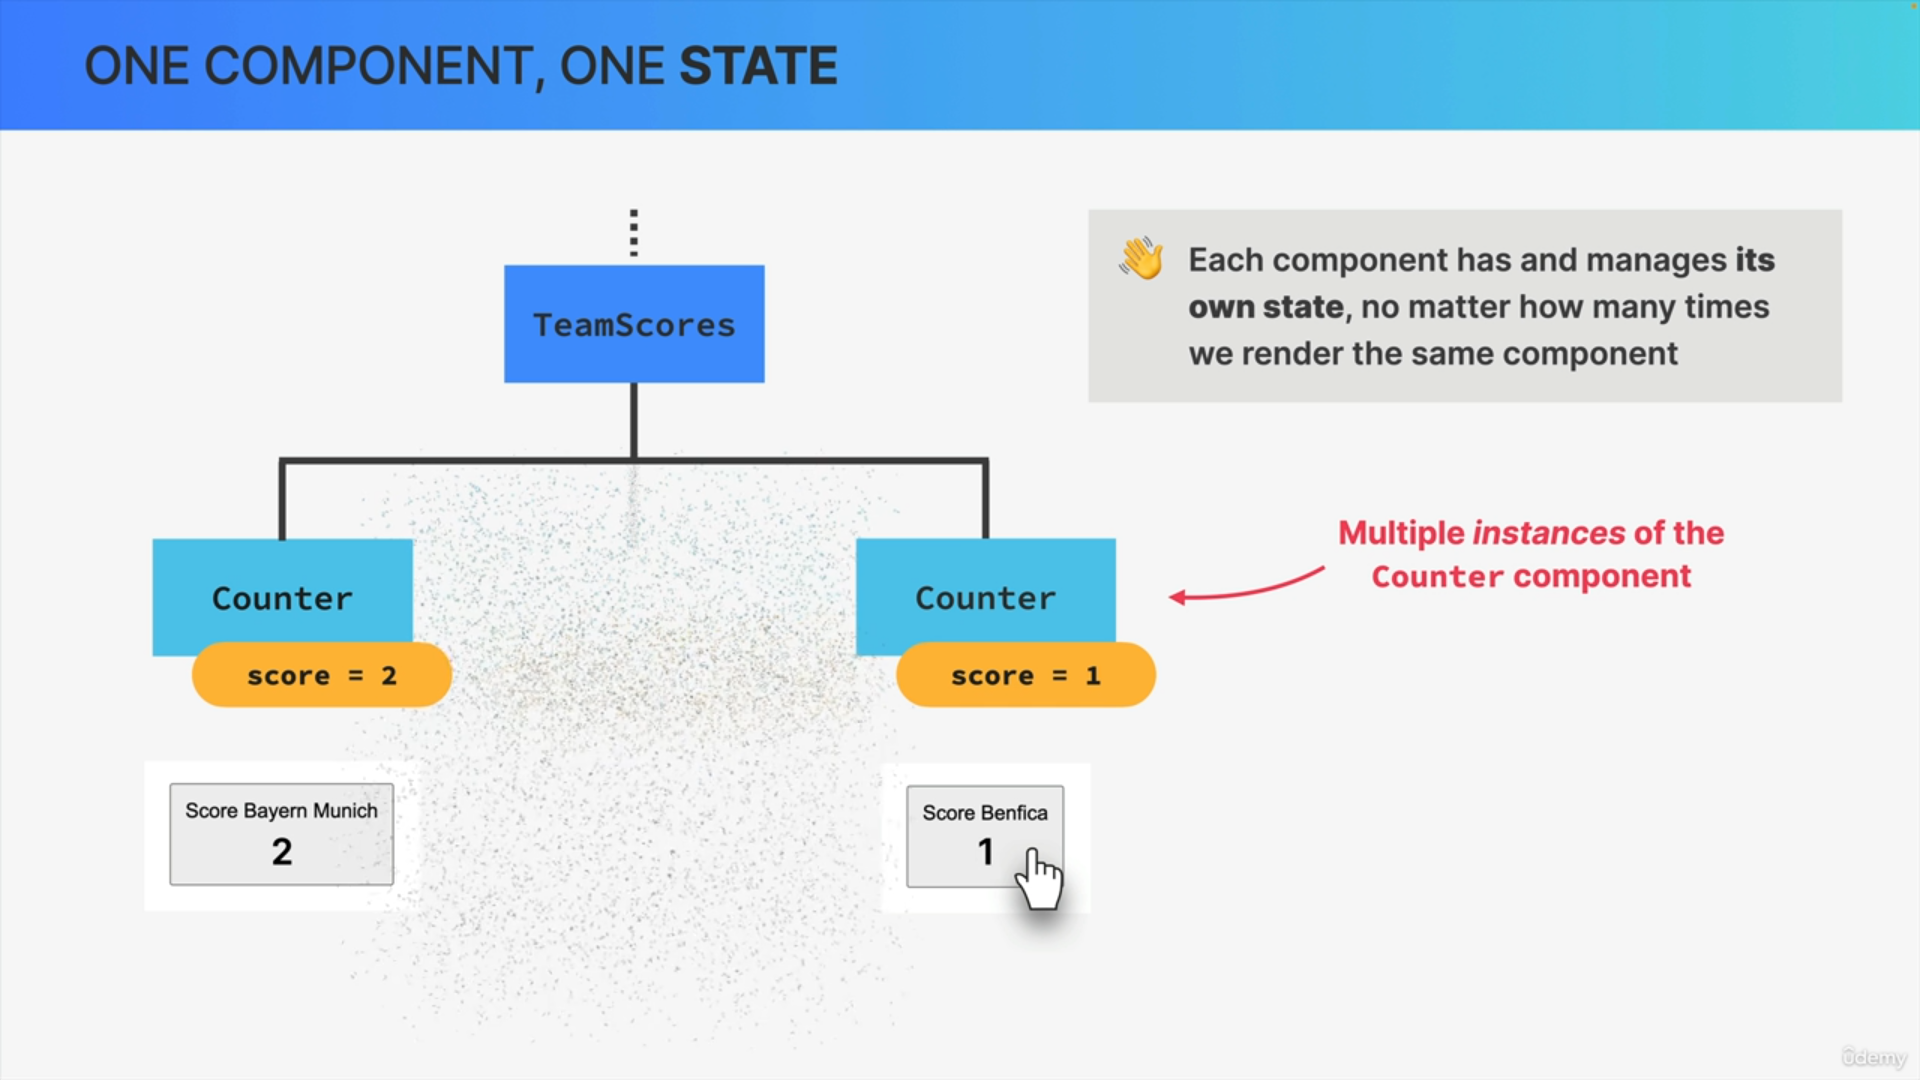 ONE COMPONENT, ONE STATE
TeamScores
👋 Each component has and manages its
own state, no matter how many times
we render the same component
Multiple instances of the
Counter component
Counter
score = 2
Counter
score = 1
Score Bayern Munich
2
Score Benfica
1
ûdemy